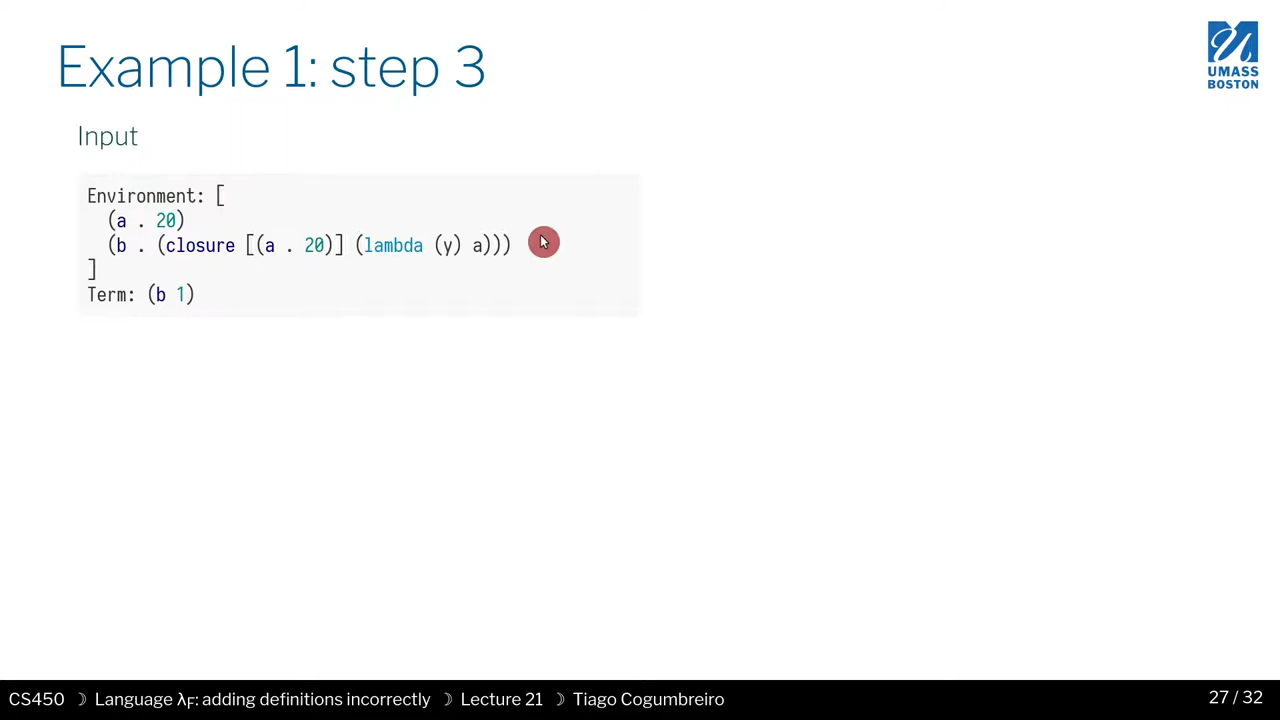 Example 1: step 3
UMASS
BOSTON
Input
Environment: [
(a . 20)
(b . (closure [(a . 20)] (lambda (y) a)))
]
Term: (b 1)
CS450 ☽ Language λF: adding definitions incorrectly ☽ Lecture 21 ☽ Tiago Cogumbreiro
27 / 32